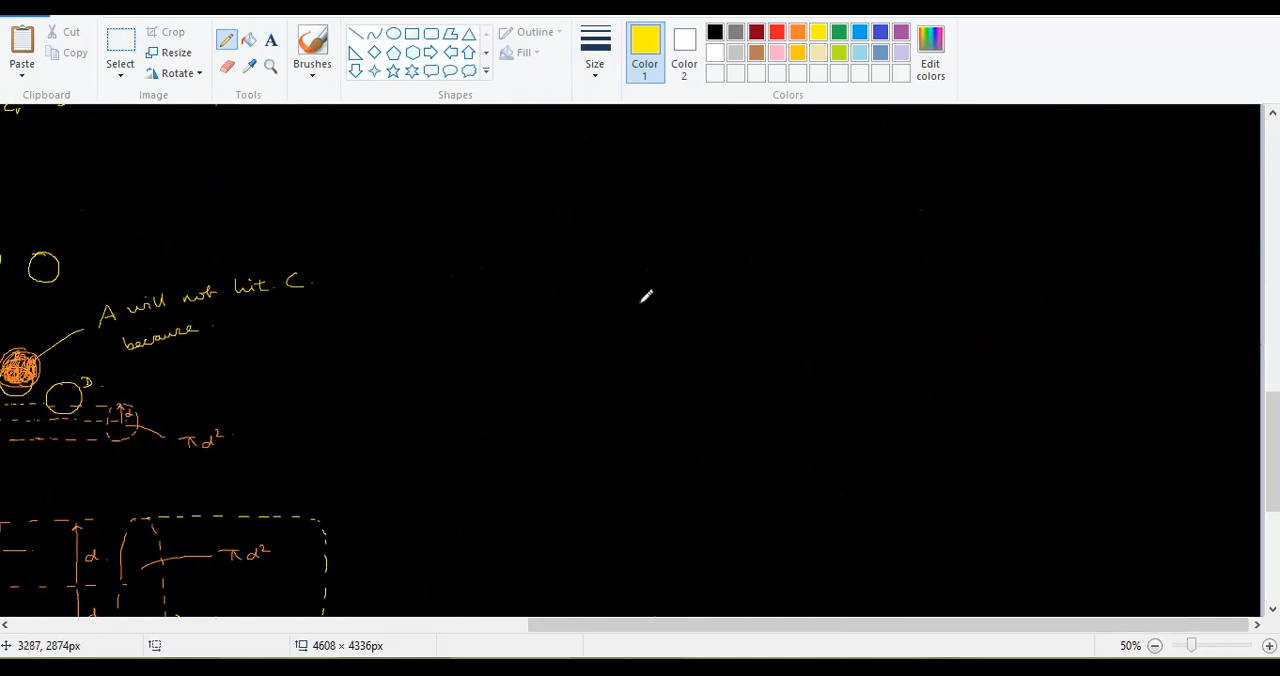 Cut
Copy
Paste
Clipboard
Select
Crop
Resize
Rotate
Image
A
Tools
Brushes
Shapes
Outline
Fill
Size
Color 1
Color 2
Edit colors
Colors
A will not hit C.
because
D
d
πd²
d
πd²
d
3287, 2874px
4608 × 4336px
50%